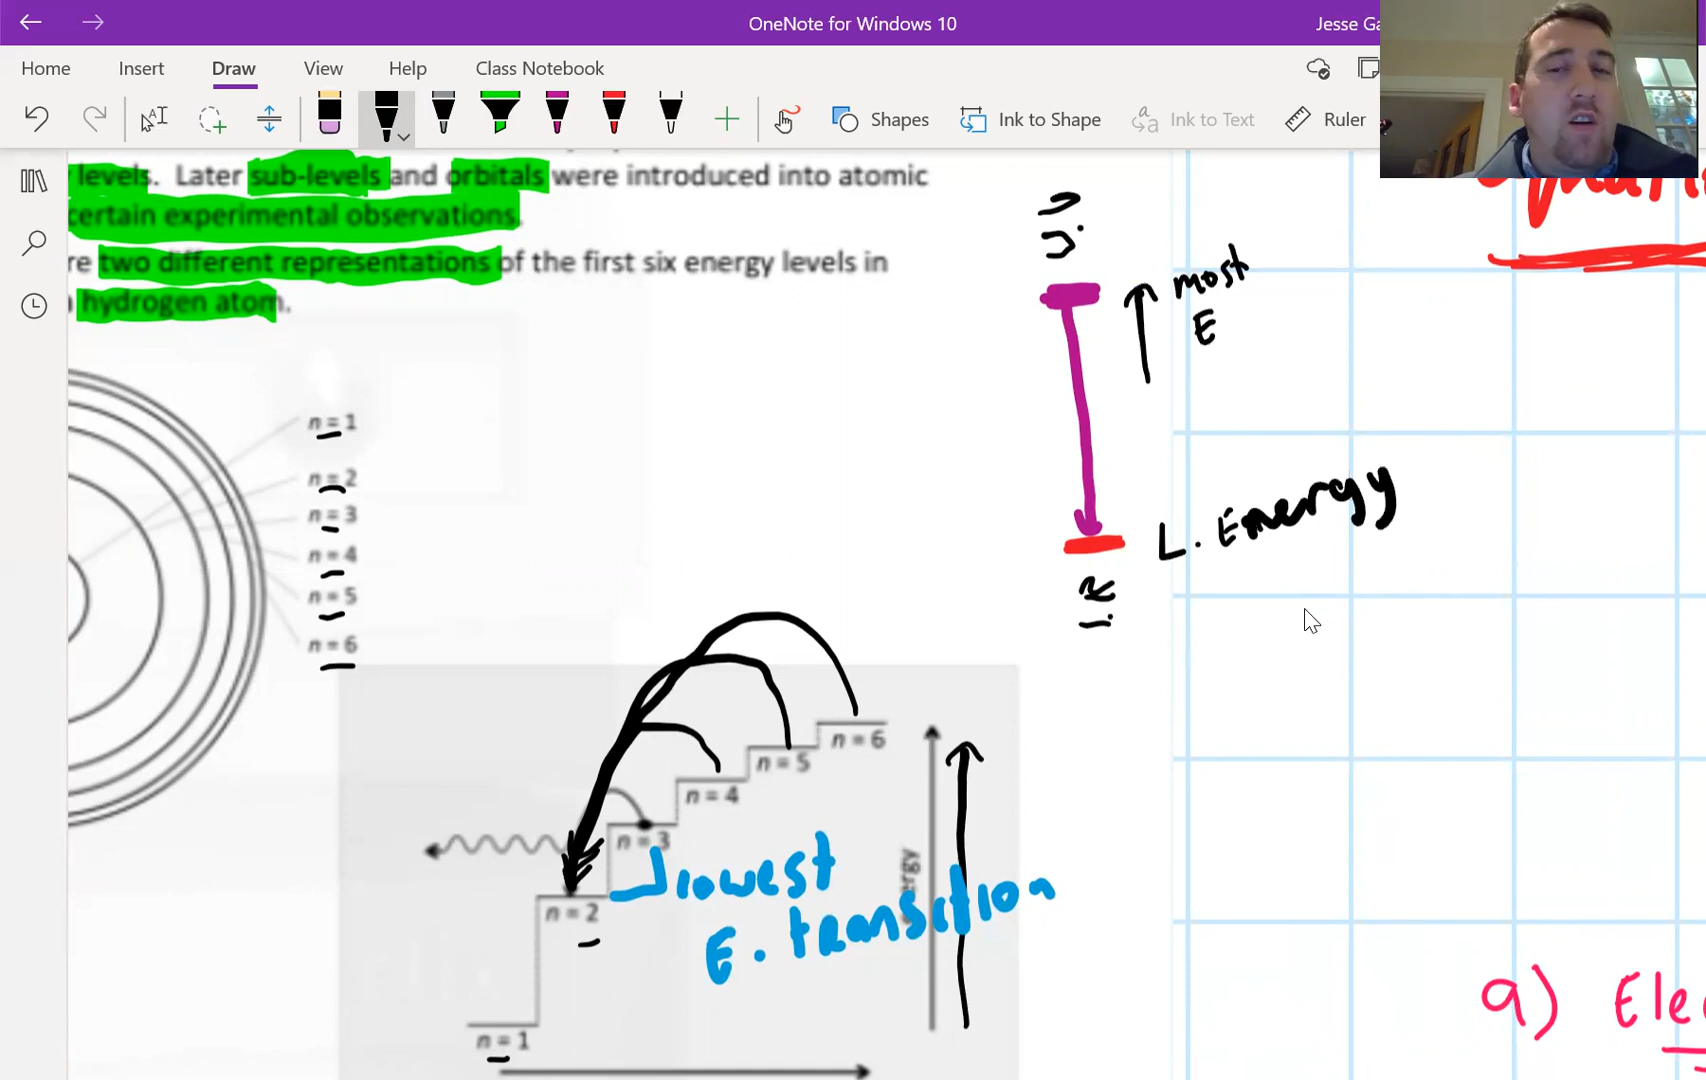 OneNote for Windows 10
Jesse Ga
Home Insert Draw View Help Class Notebook
Shapes Ink to Shape Ink to Text Ruler
levels. Later sub-levels and orbitals were introduced into atomic
certain experimental observations.
re two different representations of the first six energy levels in
hydrogen atom.
most
E
n = 1
n = 2
n = 3
n = 4
n = 5
n = 6
L. Energy
n = 6
n = 5
n = 4
n = 3
lowest
E. transition
n = 2
ergy
n = 1
a) Ele